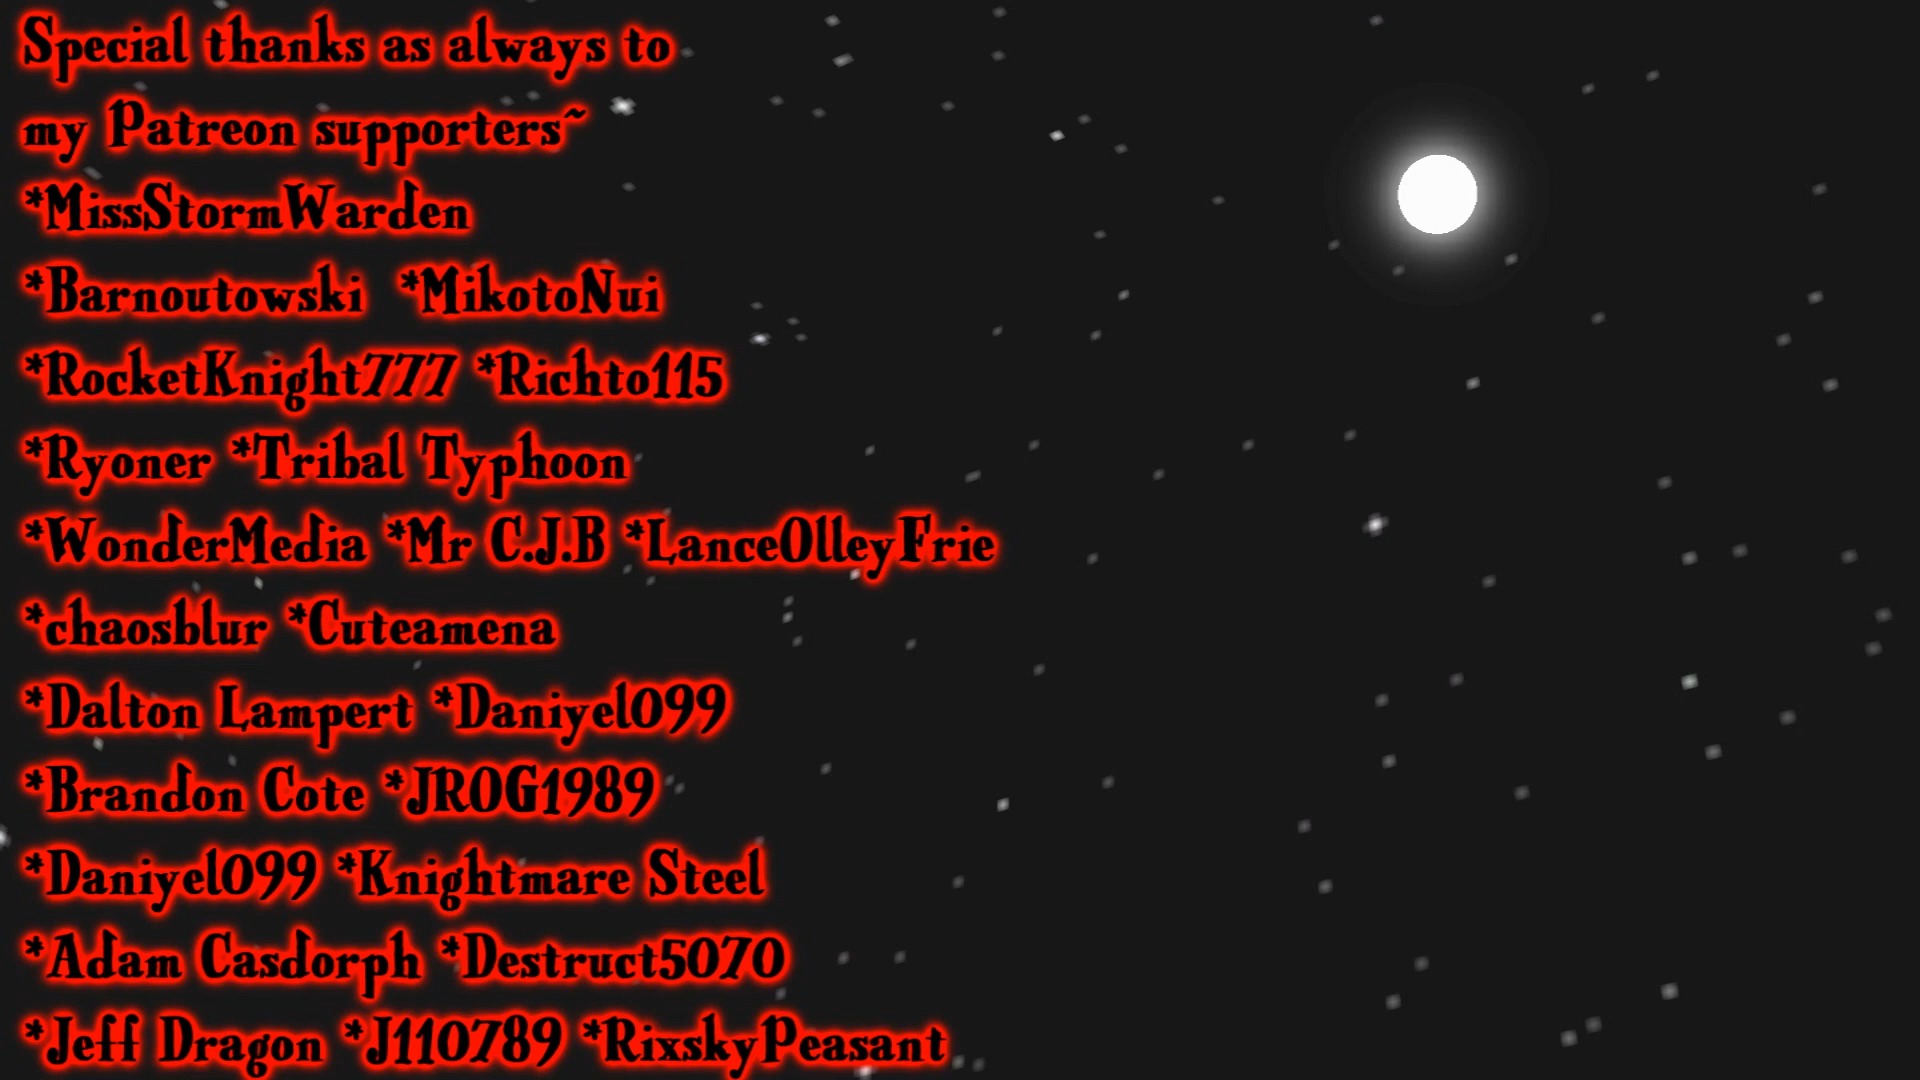 Special thanks as always to
my Patreon supporters~
*MissStormWarden
*Barnoutowski *MikotoNui
*RocketKnight777 *Richto115
*Ryoner *Tribal Typhoon
*WonderMedia *Mr C.J.B *LanceOlleyFrie
*chaosblur *Cuteamena
*Dalton Lampert *Daniyel099
*Brandon Cote *JROG1989
*Daniyel099 *Knightmare Steel
*Adam Casdorph *Destruct5070
*Jeff Dragon *J110789 *RixskyPeasant